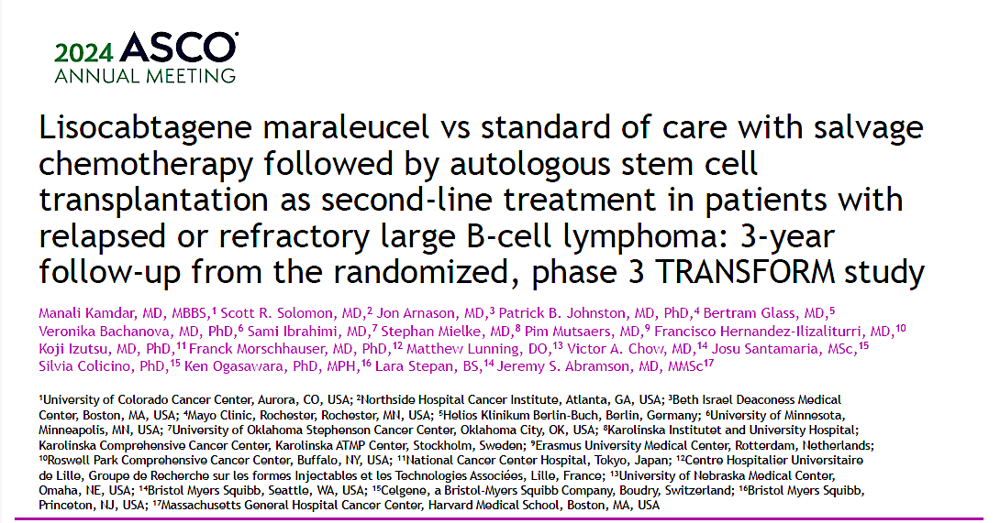 2024 ASCO®
ANNUAL MEETING
Lisocabtagene maraleucel vs standard of care with salvage
chemotherapy followed by autologous stem cell
transplantation as second-line treatment in patients with
relapsed or refractory large B-cell lymphoma: 3-year
follow-up from the randomized, phase 3 TRANSFORM study
Manali Kamdar, MD, MBBS,¹ Scott R. Solomon, MD,² Jon Arnason, MD,³ Patrick B. Johnston, MD, PhD,⁴ Bertram Glass, MD,⁵
Veronika Bachanova, MD, PhD,⁶ Sami Ibrahimi, MD,⁷ Stephan Mielke, MD,⁸ Pim Mutsaers, MD,⁹ Francisco Hernandez-Ilizaliturri, MD,¹⁰
Koji Izutsu, MD, PhD,¹¹ Franck Morschhauser, MD, PhD,¹² Matthew Lunning, DO,¹³ Victor A. Chow, MD,¹⁴ Josu Santamaria, MSc,¹⁵
Silvia Colicino, PhD,¹⁵ Ken Ogasawara, PhD, MPH,¹⁶ Lara Stepan, BS,¹⁴ Jeremy S. Abramson, MD, MMSc¹⁷
¹University of Colorado Cancer Center, Aurora, CO, USA; ²Northside Hospital Cancer Institute, Atlanta, GA, USA; ³Beth Israel Deaconess Medical
Center, Boston, MA, USA; ⁴Mayo Clinic, Rochester, Rochester, MN, USA; ⁵Helios Klinikum Berlin-Buch, Berlin, Germany; ⁶University of Minnesota,
Minneapolis, MN, USA; ⁷University of Oklahoma Stephenson Cancer Center, Oklahoma City, OK, USA; ⁸Karolinska Institutet and University Hospital;
Karolinska Comprehensive Cancer Center, Karolinska ATMP Center, Stockholm, Sweden; ⁹Erasmus University Medical Center, Rotterdam, Netherlands;
¹⁰Roswell Park Comprehensive Cancer Center, Buffalo, NY, USA; ¹¹National Cancer Center Hospital, Tokyo, Japan; ¹²Centre Hospitalier Universitaire
de Lille, Groupe de Recherche sur les formes Injectables et les Technologies Associées, Lille, France; ¹³University of Nebraska Medical Center,
Omaha, NE, USA; ¹⁴Bristol Myers Squibb, Seattle, WA, USA; ¹⁵Celgene, a Bristol-Myers Squibb Company, Boudry, Switzerland; ¹⁶Bristol Myers Squibb,
Princeton, NJ, USA; ¹⁷Massachusetts General Hospital Cancer Center, Harvard Medical School, Boston, MA, USA